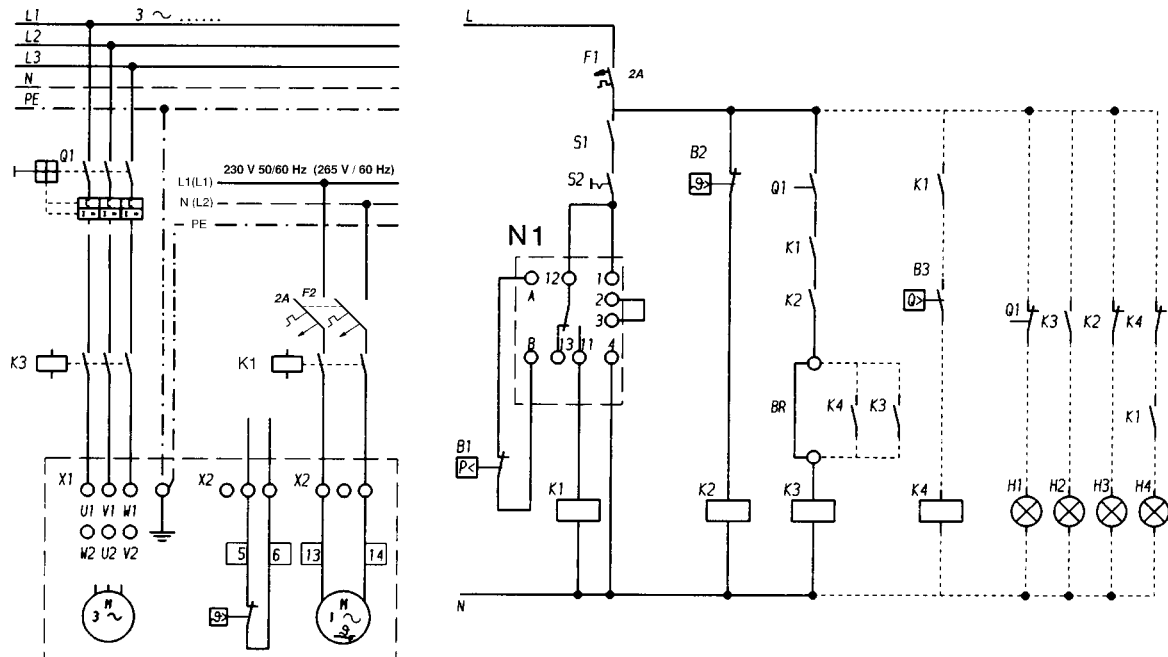 L1 3 ~ ......
L2
L3
N
PE
Q1
230 V 50/60 Hz (265 V / 60 Hz)
L1(L1)
N (L2)
PE
I> I> I>
2A F2
K3
K1
X1
X2
X2
U1 V1 W1
W2 U2 V2
5 6 13 14
M
3 ~
ϑ>
M
1 ~
ϑ
L
F1 2A
S1
S2
N1
A 12 1
2
3
B 13 11 4
B1
P<
K1
B2
ϑ>
K2
Q1
K1
K2
BR
K4 K3
K3
K1
B3
Q>
K4
Q1 K3 K2 K4
K1
H1 H2 H3 H4
N